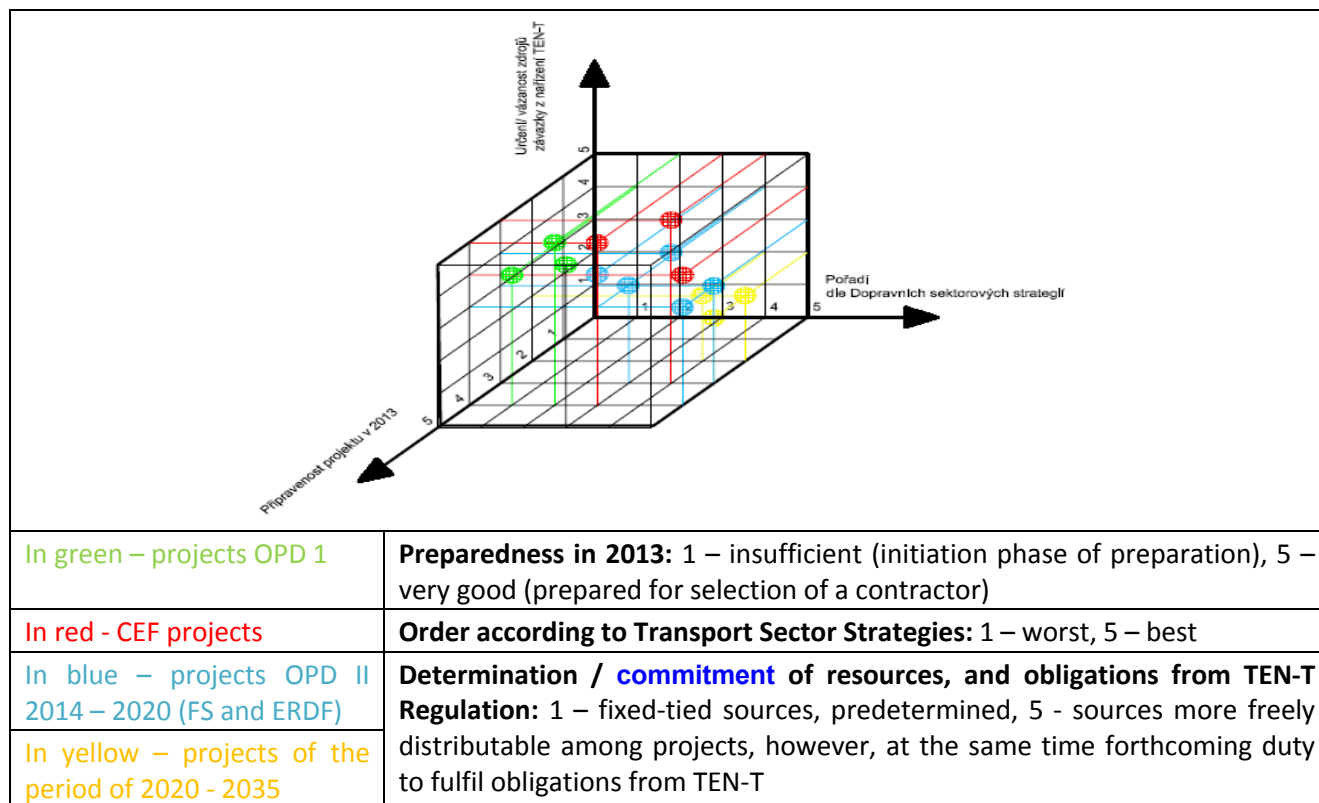 Určení/ vázanost zdrojů
závazky z nařízení TEN-T
5
4
3
2
1
Pořadí
dle Dopravních sektorových strategií
1
2
3
4
5
1
2
3
4
5
Připravenost projektu v 2013
In green – projects OPD 1
Preparedness in 2013: 1 – insufficient (initiation phase of preparation), 5 –
very good (prepared for selection of a contractor)
In red - CEF projects
Order according to Transport Sector Strategies: 1 – worst, 5 – best
In blue – projects OPD II
2014 – 2020 (FS and ERDF)
In yellow – projects of the
period of 2020 - 2035
Determination / commitment of resources, and obligations from TEN-T
Regulation: 1 – fixed-tied sources, predetermined, 5 - sources more freely
distributable among projects, however, at the same time forthcoming duty
to fulfil obligations from TEN-T